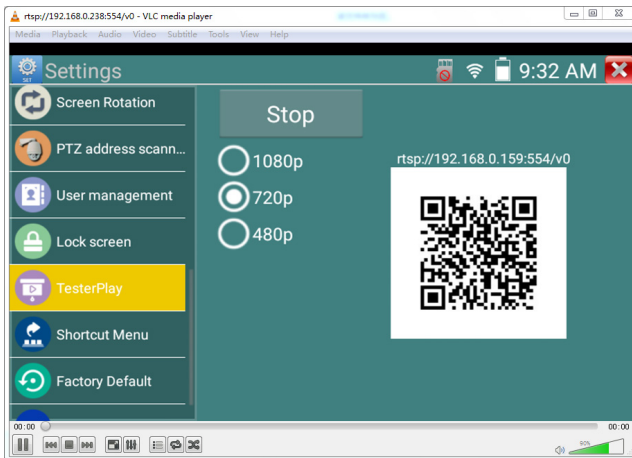 rtsp://192.168.0.238:554/v0 - VLC media player
Media Playback Audio Video Subtitle Tools View Help
SET
Settings
9:32 AM
Screen Rotation
PTZ address scann...
User management
Lock screen
TesterPlay
Shortcut Menu
Factory Default
Stop
1080p
720p
480p
rtsp://192.168.0.159:554/v0
00:00
00:00
80%